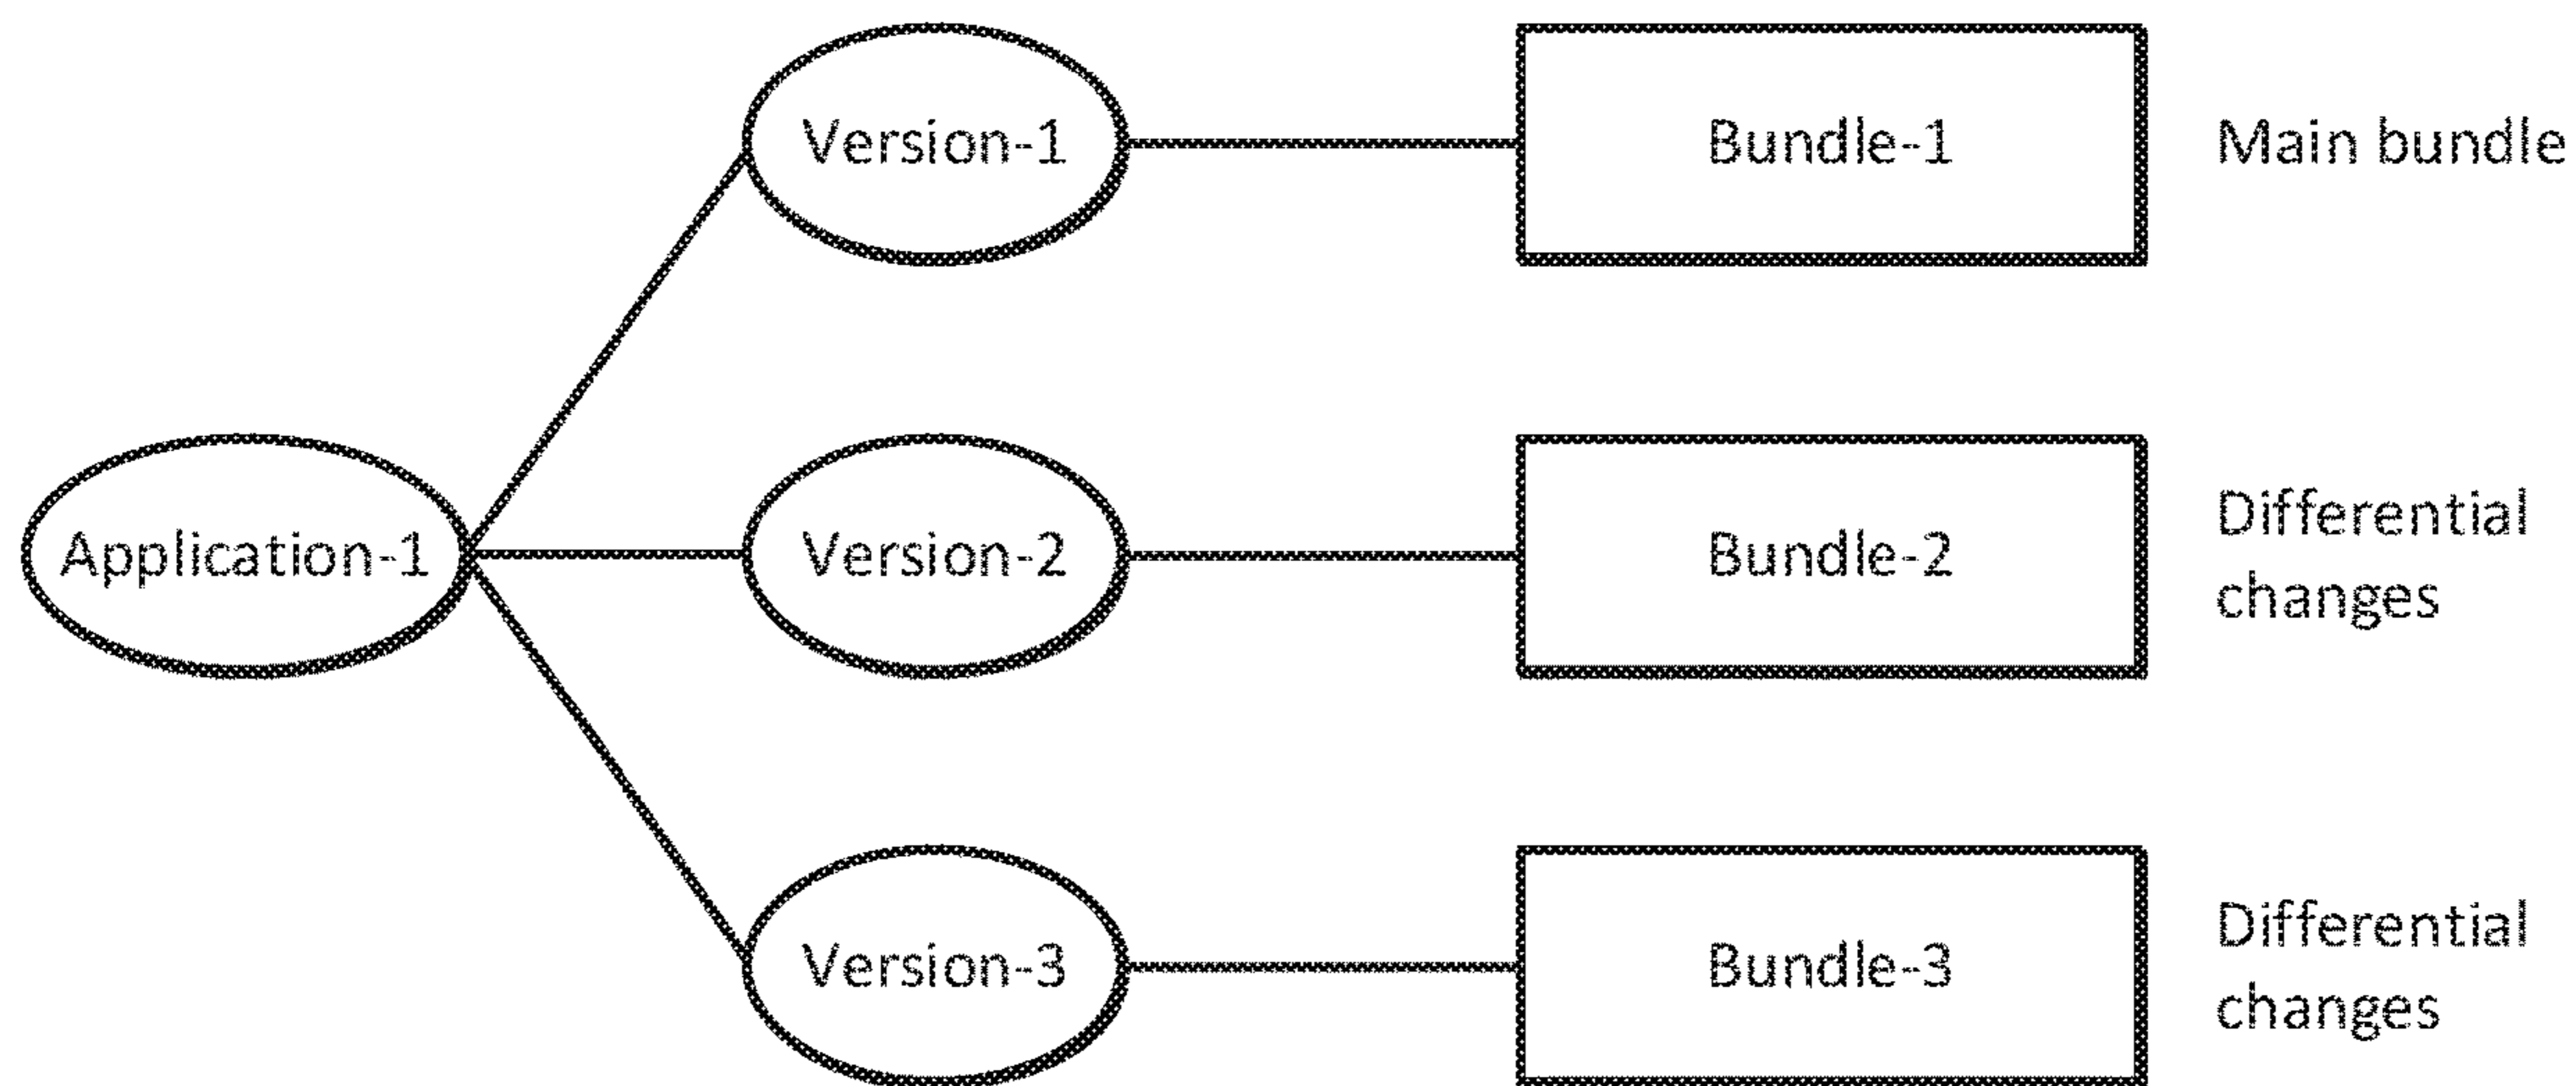 Version-1
Bundle-1
Main bundle
Application-1
Version-2
Bundle-2
Differential
changes
Version-3
Bundle-3
Differential
changes